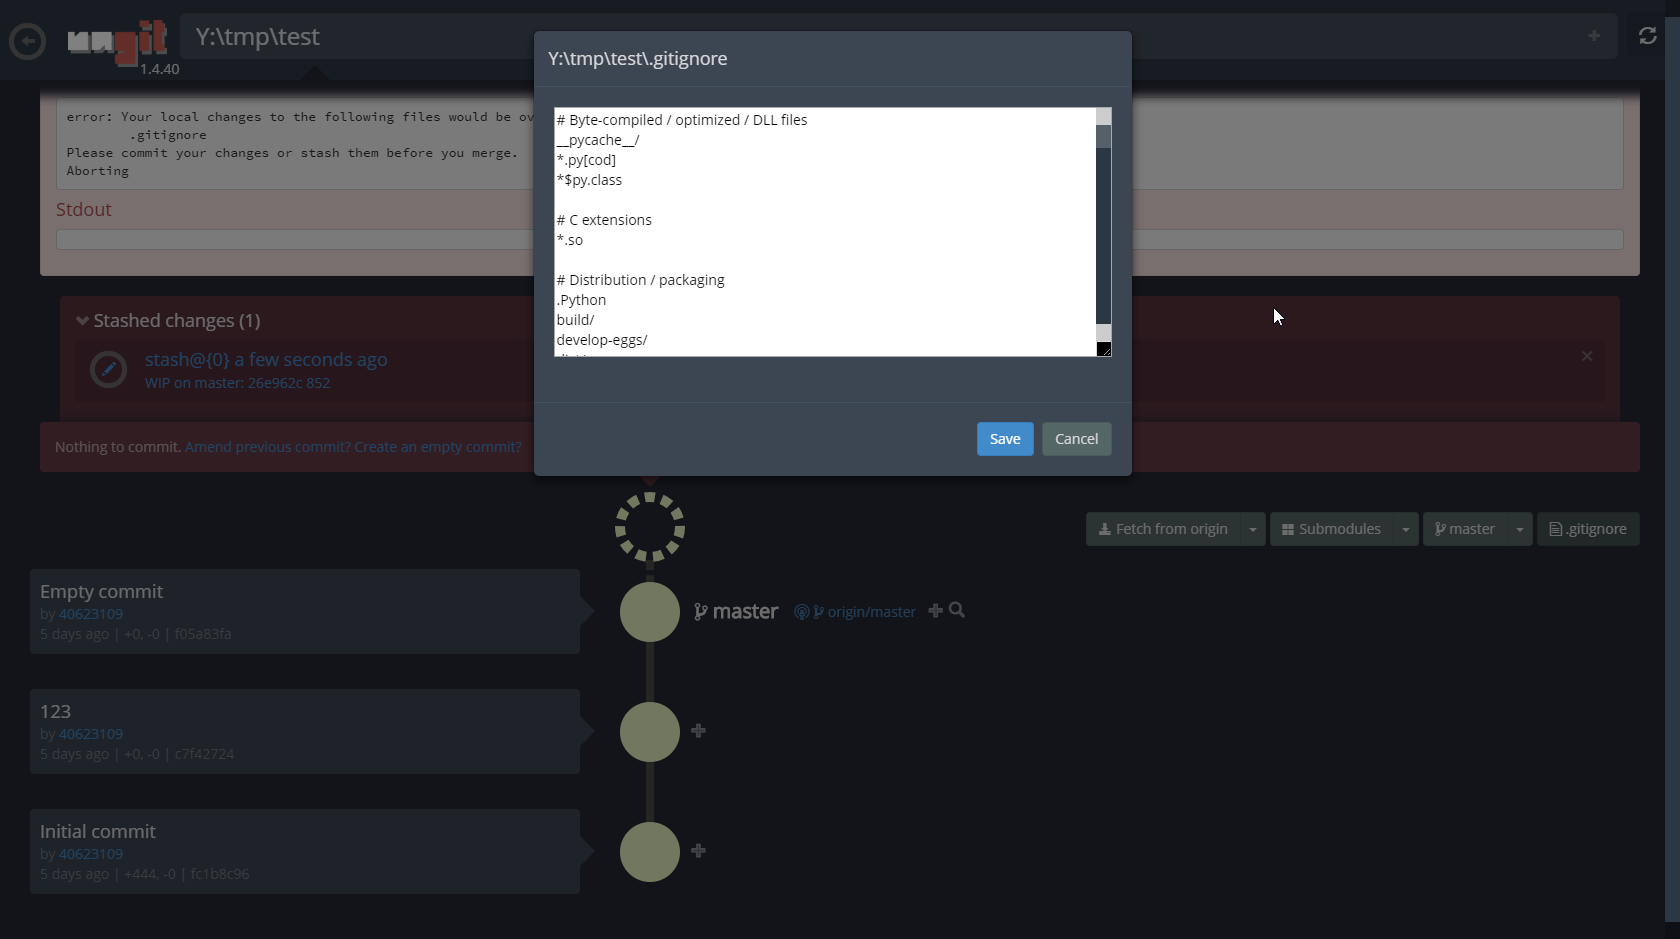 ungit
1.4.40
Y:\tmp\test
error: Your local changes to the following files would be ov
.gitignore
Please commit your changes or stash them before you merge.
Aborting
Stdout
Stashed changes (1)
stash@{0} a few seconds ago
WIP on master: 26e962c 852
Nothing to commit. Amend previous commit? Create an empty commit?
Y:\tmp\test\.gitignore
# Byte-compiled / optimized / DLL files
__pycache__/
*.py[cod]
*$py.class
# C extensions
*.so
# Distribution / packaging
.Python
build/
develop-eggs/
Save
Cancel
Fetch from origin
Submodules
master
.gitignore
Empty commit
by 40623109
5 days ago | +0, -0 | f05a83fa
master
origin/master
123
by 40623109
5 days ago | +0, -0 | c7f42724
Initial commit
by 40623109
5 days ago | +444, -0 | fc1b8c96